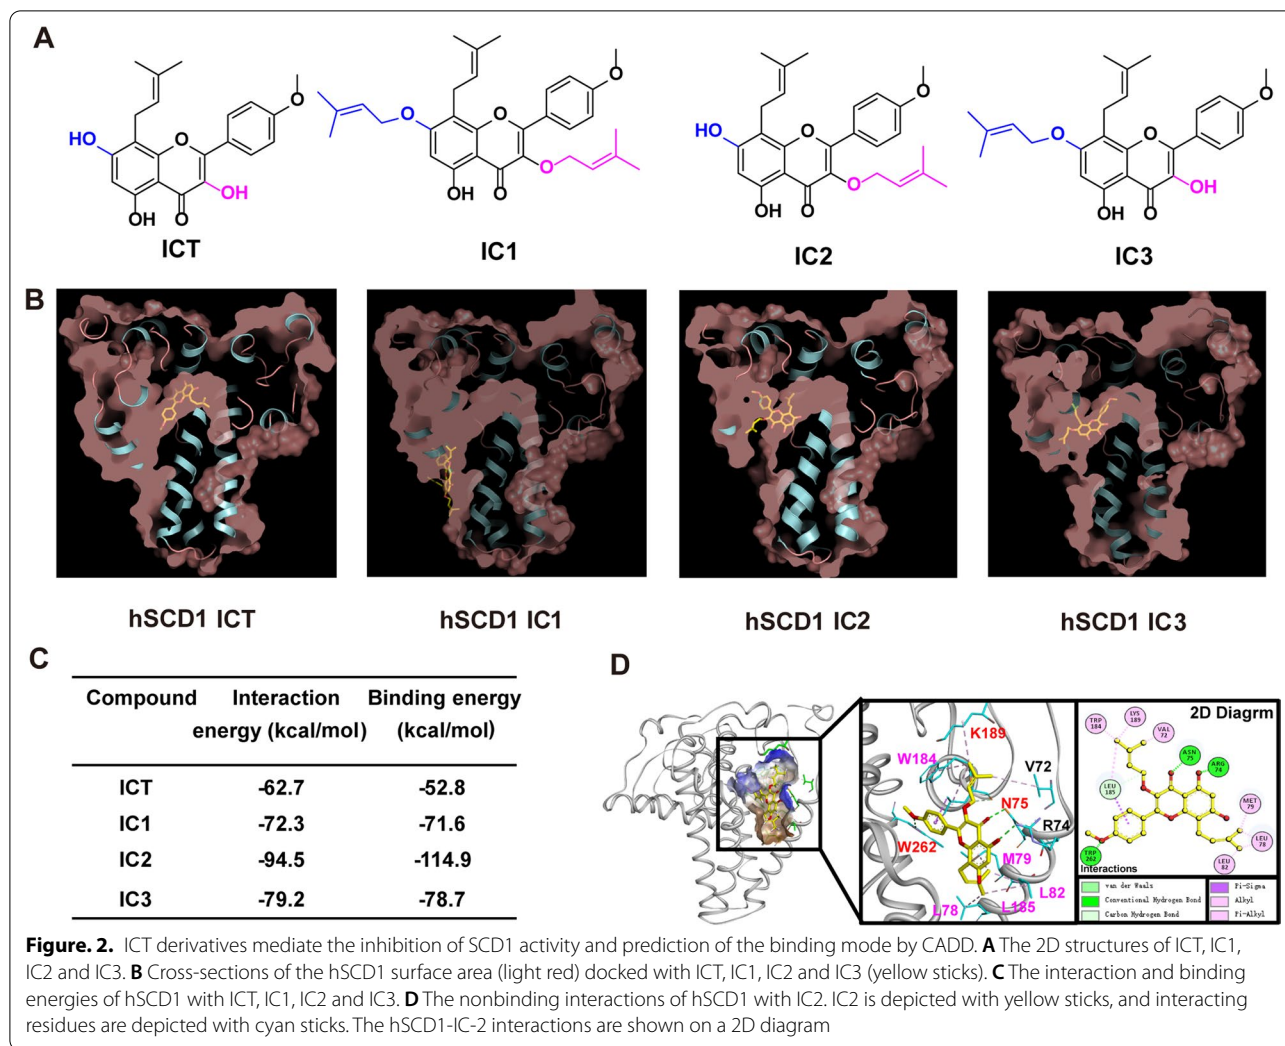 A
HO
O
O
OH
OH
O
ICT
O
O
O
O
OH
O
IC1
HO
O
O
O
OH
O
IC2
O
O
O
OH
OH
O
IC3
B
hSCD1 ICT
hSCD1 IC1
hSCD1 IC2
hSCD1 IC3
C
Compound Interaction energy (kcal/mol) Binding energy (kcal/mol)
ICT -62.7 -52.8
IC1 -72.3 -71.6
IC2 -94.5 -114.9
IC3 -79.2 -78.7
D
K189
W184
V72
N75
R74
W262
M79
L82
L185
L78
2D Diagrm
TRP 184
LYS 189
VAL 72
ASN 75
ARG 74
LEU 185
MET 79
LEU 78
LEU 82
TRP 262
Interactions
van der Waals
Conventional Hydrogen Bond
Carbon Hydrogen Bond
Pi-Sigma
Alkyl
Pi-Alkyl
Figure. 2. ICT derivatives mediate the inhibition of SCD1 activity and prediction of the binding mode by CADD. A The 2D structures of ICT, IC1,
IC2 and IC3. B Cross-sections of the hSCD1 surface area (light red) docked with ICT, IC1, IC2 and IC3 (yellow sticks). C The interaction and binding
energies of hSCD1 with ICT, IC1, IC2 and IC3. D The nonbinding interactions of hSCD1 with IC2. IC2 is depicted with yellow sticks, and interacting
residues are depicted with cyan sticks. The hSCD1-IC-2 interactions are shown on a 2D diagram